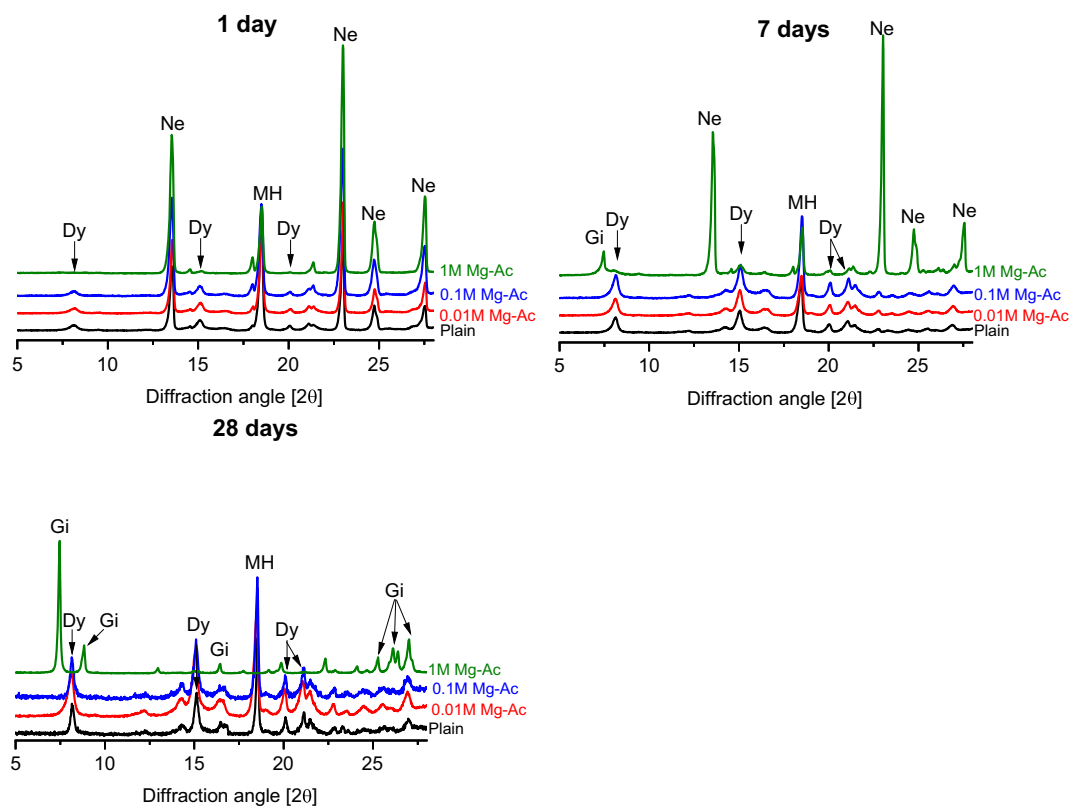 1 day
Ne
Ne
MH
Ne
Ne
Dy
Dy
Dy
1M Mg-Ac
0.1M Mg-Ac
0.01M Mg-Ac
Plain
5 10 15 20 25
Diffraction angle [2θ]
7 days
Ne
Ne
MH
Ne
Ne
Gi
Dy
Dy
Dy
1M Mg-Ac
0.1M Mg-Ac
0.01M Mg-Ac
Plain
5 10 15 20 25
Diffraction angle [2θ]
28 days
Gi
MH
Dy
Gi
Dy
Gi
Dy
Gi
1M Mg-Ac
0.1M Mg-Ac
0.01M Mg-Ac
Plain
5 10 15 20 25
Diffraction angle [2θ]